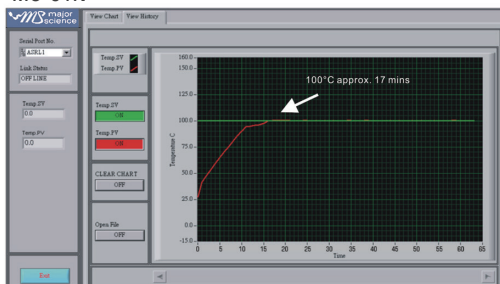 major
science
View Chart View History
Serial Port No.
ASRL1
Link Status
OFF LINE
Temp.SV
0.0
Temp.PV
0.0
Exit
Temp.SV
Temp.PV
Temp.SV
ON
Temp.PV
ON
CLEAR CHART
OFF
Open File
OFF
100°C approx. 17 mins
Temperature C
160.0
150.0
125.0
100.0
75.0
50.0
25.0
0.0
-15.0
0 5 10 15 20 25 30 35 40 45 50 55 60 65
Time